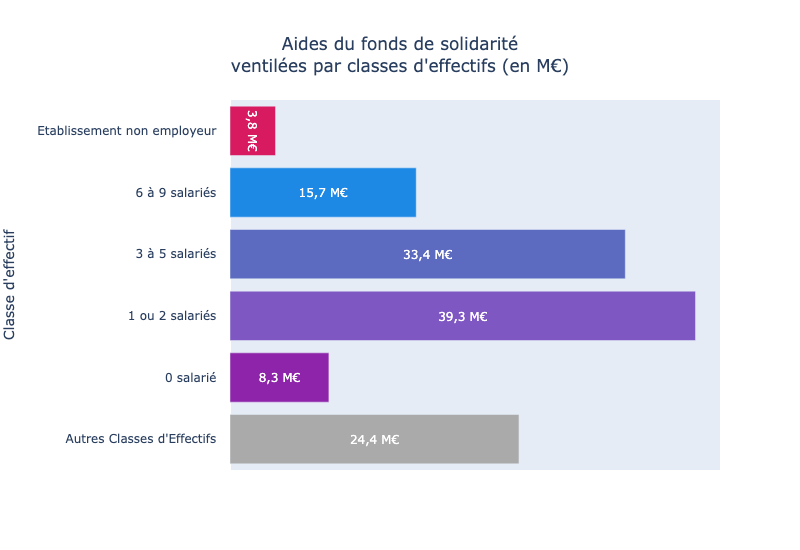 Aides du fonds de solidarité
ventilées par classes d'effectifs (en M€)
Classe d'effectif
Etablissement non employeur
3,8 M€
6 à 9 salariés
15,7 M€
3 à 5 salariés
33,4 M€
1 ou 2 salariés
39,3 M€
0 salarié
8,3 M€
Autres Classes d'Effectifs
24,4 M€